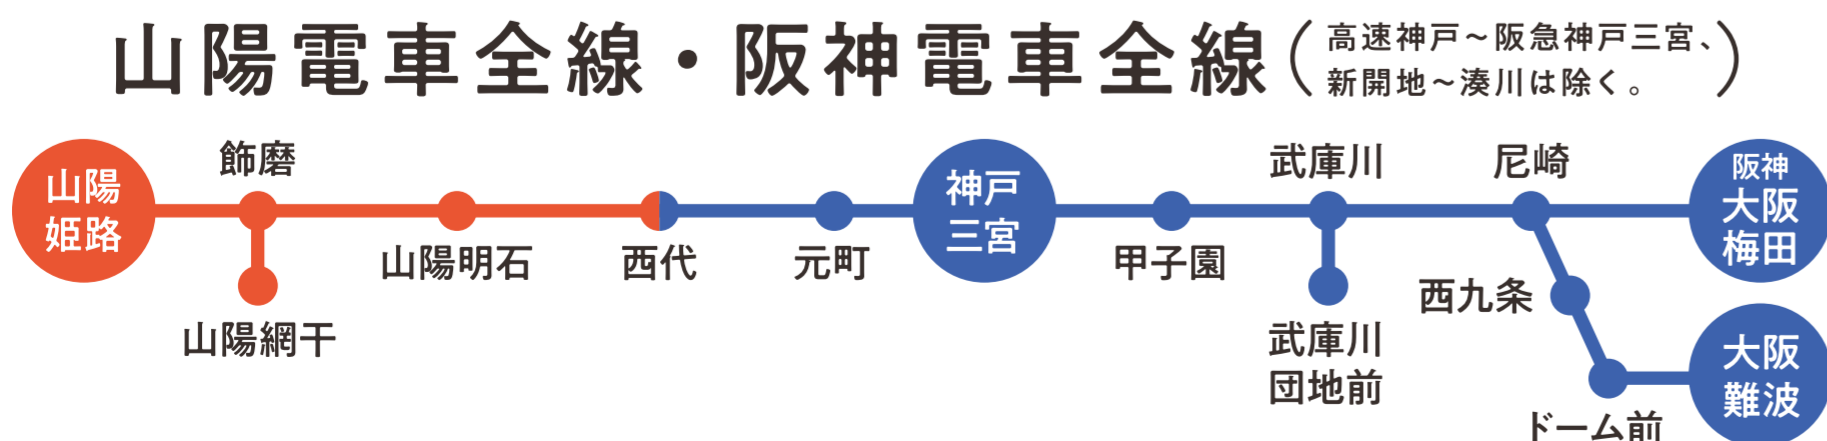 山陽電車全線・阪神電車全線
(高速神戸～阪急神戸三宮、
新開地～湊川は除く。)
山陽
姫路
飾磨
山陽網干
山陽明石
西代
元町
神戸
三宮
甲子園
武庫川
武庫川
団地前
尼崎
西九条
ドーム前
阪神
大阪
梅田
大阪
難波